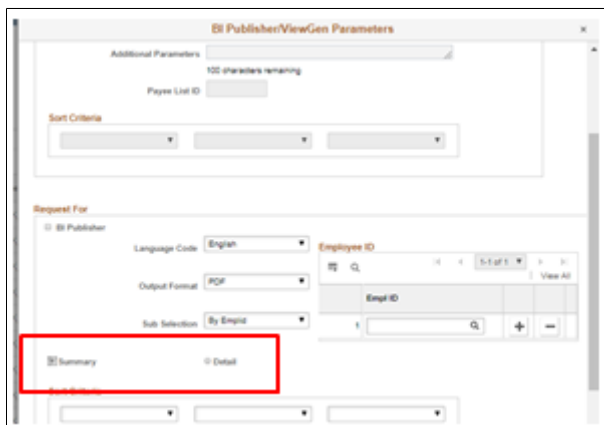 BI Publisher/ViewGen Parameters ×
Additional Parameters
100 characters remaining
Payee List ID
Sort Criteria
Request For
BI Publisher
Language Code English
Employee ID
1-1 of 1
View All
Output Format PDF
Empl ID
Sub Selection By Emplid
1
+ −
Summary Detail
Sort Criteria